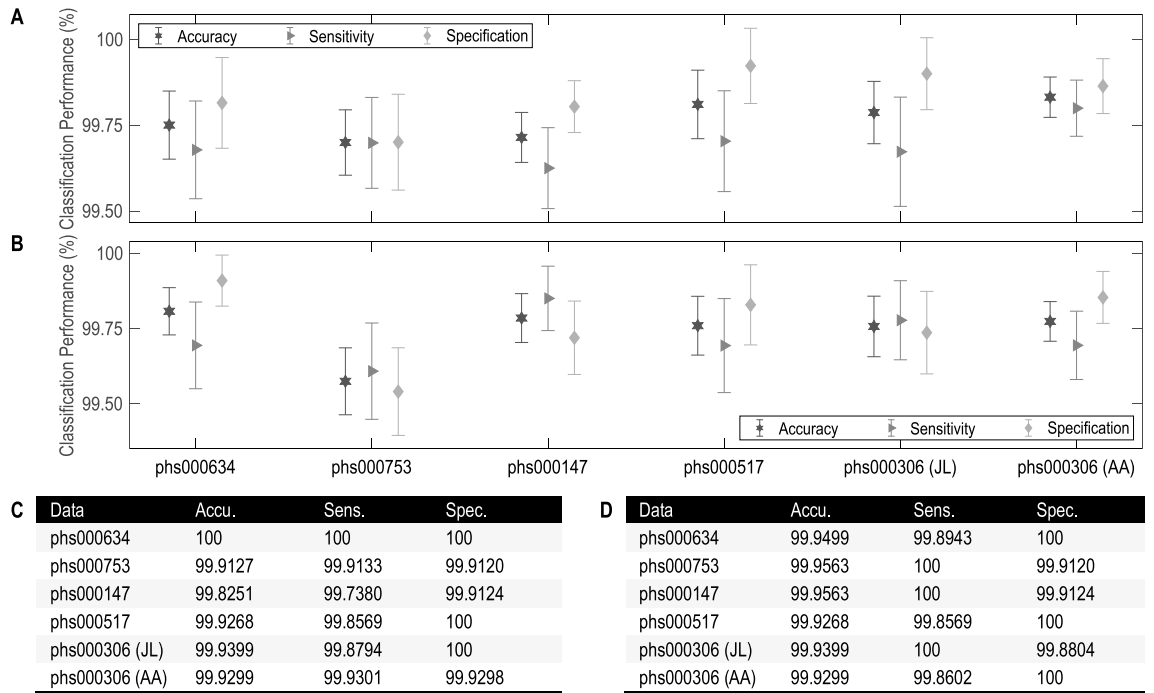 A
Classification Performance (%)
100
99.75
99.50
Accuracy Sensitivity Specification
B
Classification Performance (%)
100
99.75
99.50
Accuracy Sensitivity Specification
phs000634 phs000753 phs000147 phs000517 phs000306 (JL) phs000306 (AA)
C
Data Accu. Sens. Spec.
phs000634 100 100 100
phs000753 99.9127 99.9133 99.9120
phs000147 99.8251 99.7380 99.9124
phs000517 99.9268 99.8569 100
phs000306 (JL) 99.9399 99.8794 100
phs000306 (AA) 99.9299 99.9301 99.9298
D
Data Accu. Sens. Spec.
phs000634 99.9499 99.8943 100
phs000753 99.9563 100 99.9120
phs000147 99.9563 100 99.9124
phs000517 99.9268 99.8569 100
phs000306 (JL) 99.9399 100 99.8804
phs000306 (AA) 99.9299 99.8602 100